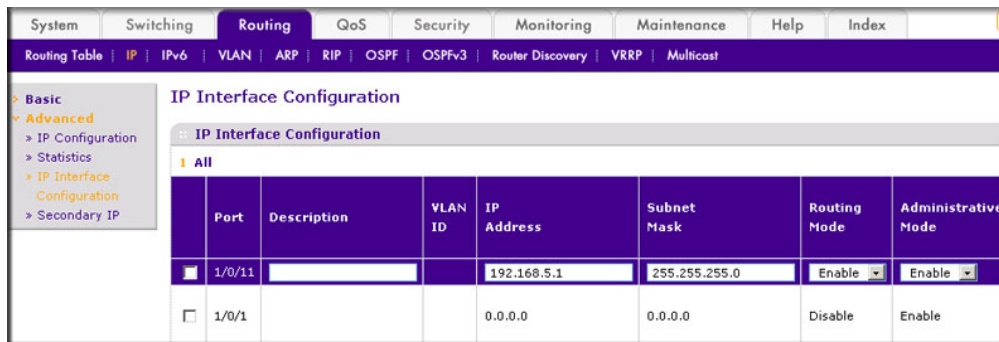 System Switching Routing QoS Security Monitoring Maintenance Help Index
Routing Table | IP | IPv6 | VLAN | ARP | RIP | OSPF | OSPFv3 | Router Discovery | VRRP | Multicast
Basic
Advanced
» IP Configuration
» Statistics
» IP Interface
Configuration
» Secondary IP
IP Interface Configuration
IP Interface Configuration
1 All
Port Description VLAN ID IP Address Subnet Mask Routing Mode Administrative Mode
1/0/11 192.168.5.1 255.255.255.0 Enable Enable
1/0/1 0.0.0.0 0.0.0.0 Disable Enable